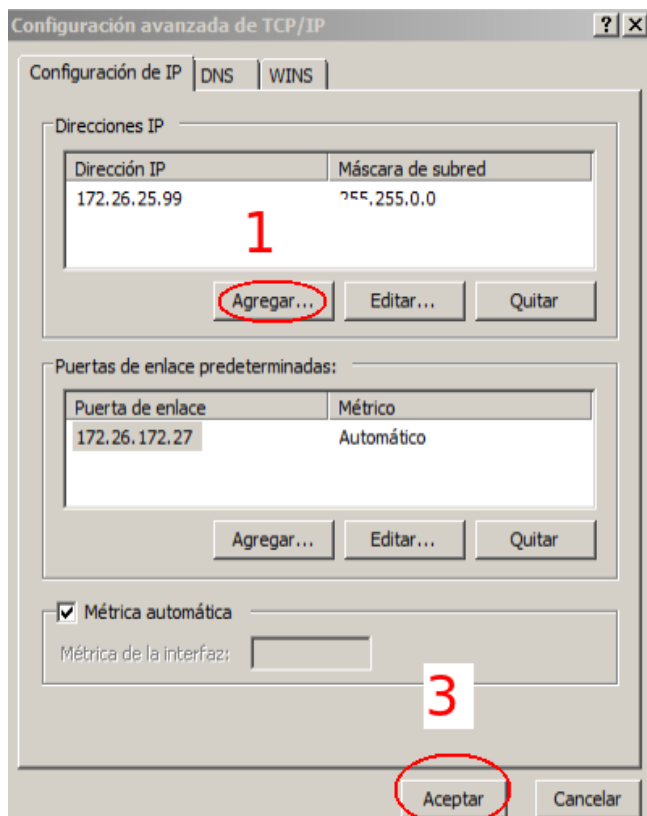 Configuración avanzada de TCP/IP
Configuración de IP DNS WINS
Direcciones IP
Dirección IP Máscara de subred
172.26.25.99 255.255.0.0
1
Agregar... Editar... Quitar
Puertas de enlace predeterminadas:
Puerta de enlace Métrico
172.26.172.27 Automático
Agregar... Editar... Quitar
Métrica automática
Métrica de la interfaz:
3
Aceptar Cancelar